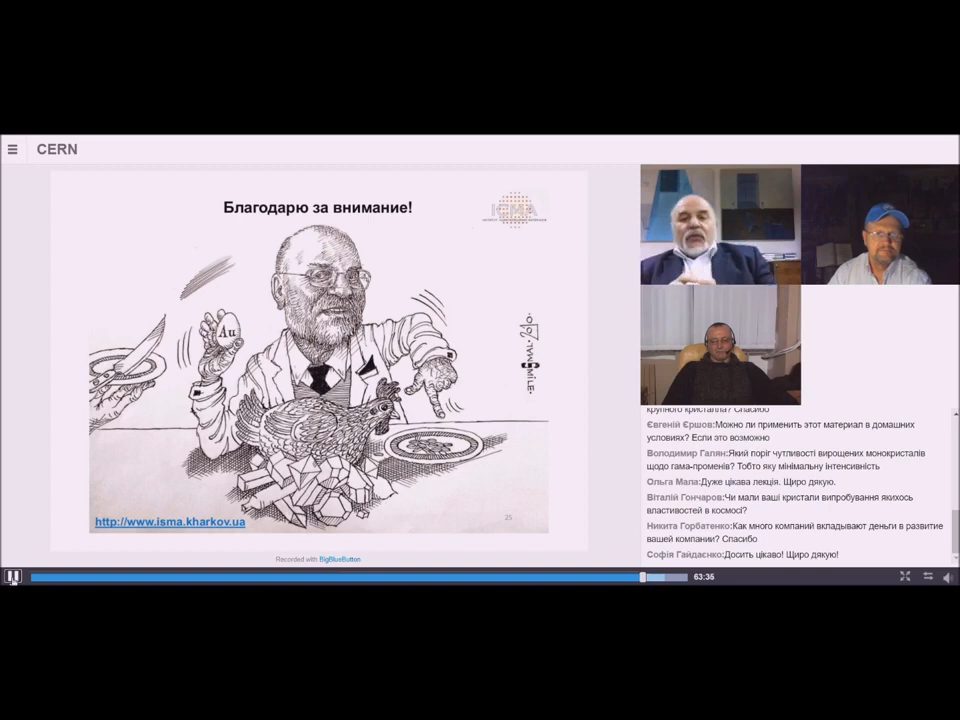 CERN
Благодарю за внимание!
ISMA
Au
TUNSMILE
http://www.isma.kharkov.ua
25
Recorded with BigBlueButton
крупного кристалла? Спасибо
Євгеній Єршов:Можно ли применить этот материал в домашних
условиях? Если это возможно
Володимир Галян:Який поріг чутливості вирощених монокристалів
щодо гама-променів? Тобто яку мінімальну інтенсивність
Ольга Мала:Дуже цікава лекція. Щиро дякую.
Віталій Гончаров:Чи мали ваші кристали випробування якихось
властивостей в космосі?
Никита Горбатенко:Как много компаний вкладывают деньги в развитие
вашей компании? Спасибо
Софія Гайдаєнко:Досить цікаво! Щиро дякую!
63:35